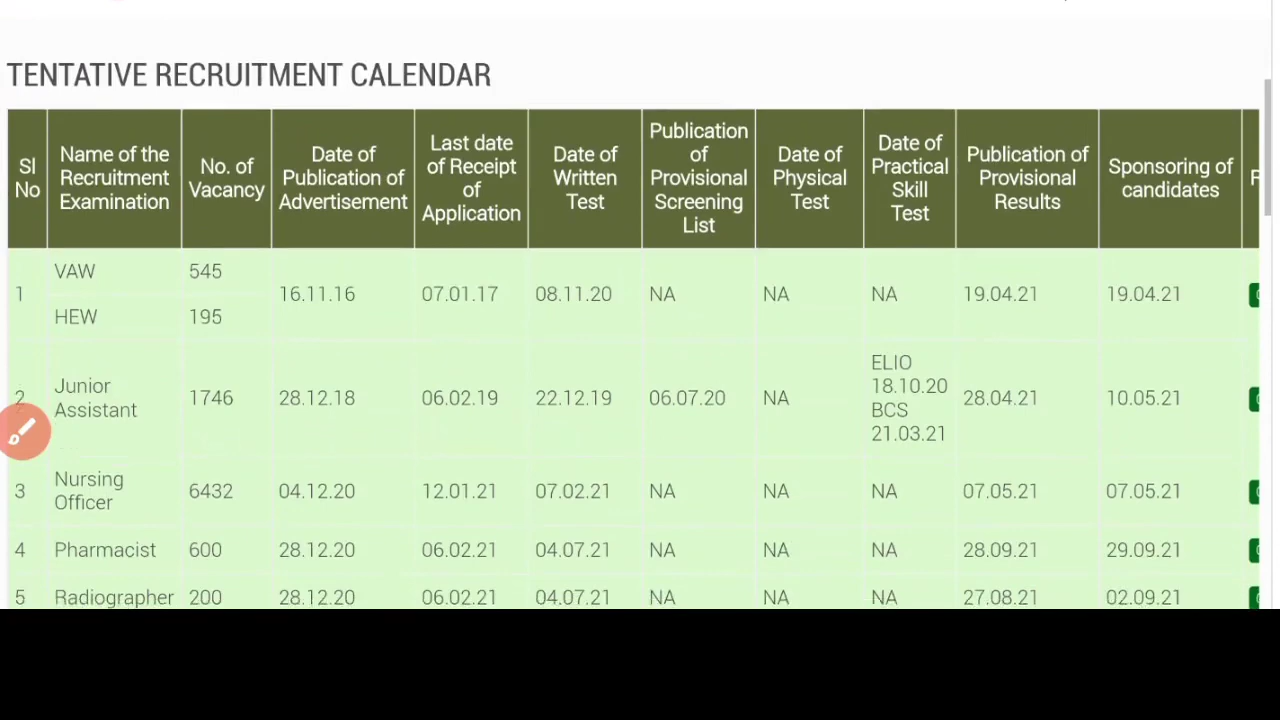 TENTATIVE RECRUITMENT CALENDAR
Sl No | Name of the Recruitment Examination | No. of Vacancy | Date of Publication of Advertisement | Last date of Receipt of Application | Date of Written Test | Publication of Provisional Screening List | Date of Physical Test | Date of Practical Skill Test | Publication of Provisional Results | Sponsoring of candidates
1 | VAW | 545 | 16.11.16 | 07.01.17 | 08.11.20 | NA | NA | NA | 19.04.21 | 19.04.21
HEW | 195
2 | Junior Assistant | 1746 | 28.12.18 | 06.02.19 | 22.12.19 | 06.07.20 | NA | ELIO 18.10.20 BCS 21.03.21 | 28.04.21 | 10.05.21
3 | Nursing Officer | 6432 | 04.12.20 | 12.01.21 | 07.02.21 | NA | NA | NA | 07.05.21 | 07.05.21
4 | Pharmacist | 600 | 28.12.20 | 06.02.21 | 04.07.21 | NA | NA | NA | 28.09.21 | 29.09.21
5 | Radiographer | 200 | 28.12.20 | 06.02.21 | 04.07.21 | NA | NA | NA | 27.08.21 | 02.09.21